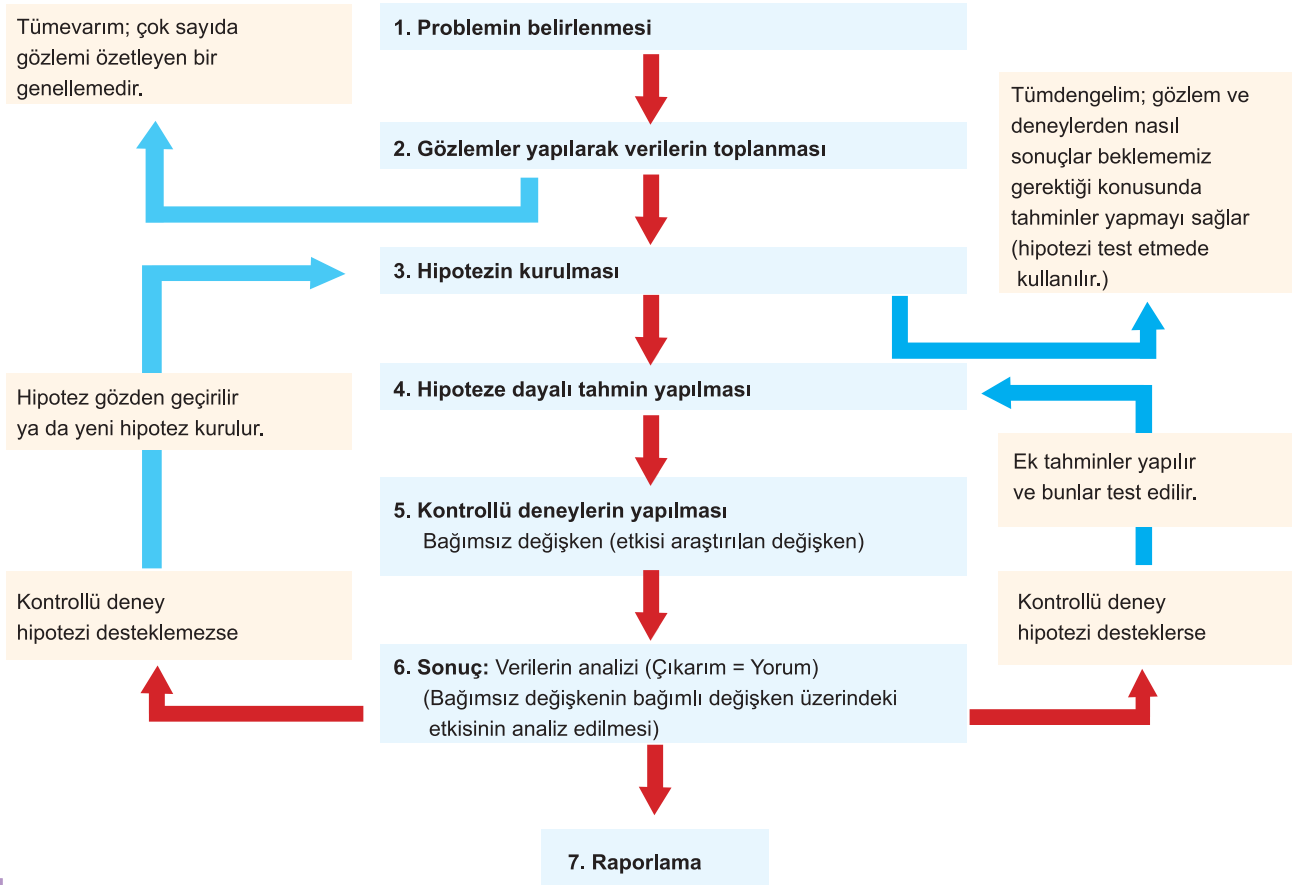 Tümevarım; çok sayıda
gözlemi özetleyen bir
genellemedir.
1. Problemin belirlenmesi
2. Gözlemler yapılarak verilerin toplanması
Tümdengelim; gözlem ve
deneylerden nasıl
sonuçlar beklememiz
gerektiği konusunda
tahminler yapmayı sağlar
(hipotezi test etmede
kullanılır.)
3. Hipotezin kurulması
4. Hipoteze dayalı tahmin yapılması
Hipotez gözden geçirilir
ya da yeni hipotez kurulur.
Ek tahminler yapılır
ve bunlar test edilir.
5. Kontrollü deneylerin yapılması
Bağımsız değişken (etkisi araştırılan değişken)
Kontrollü deney
hipotezi desteklemezse
Kontrollü deney
hipotezi desteklerse
6. Sonuç: Verilerin analizi (Çıkarım = Yorum)
(Bağımsız değişkenin bağımlı değişken üzerindeki
etkisinin analiz edilmesi)
7. Raporlama